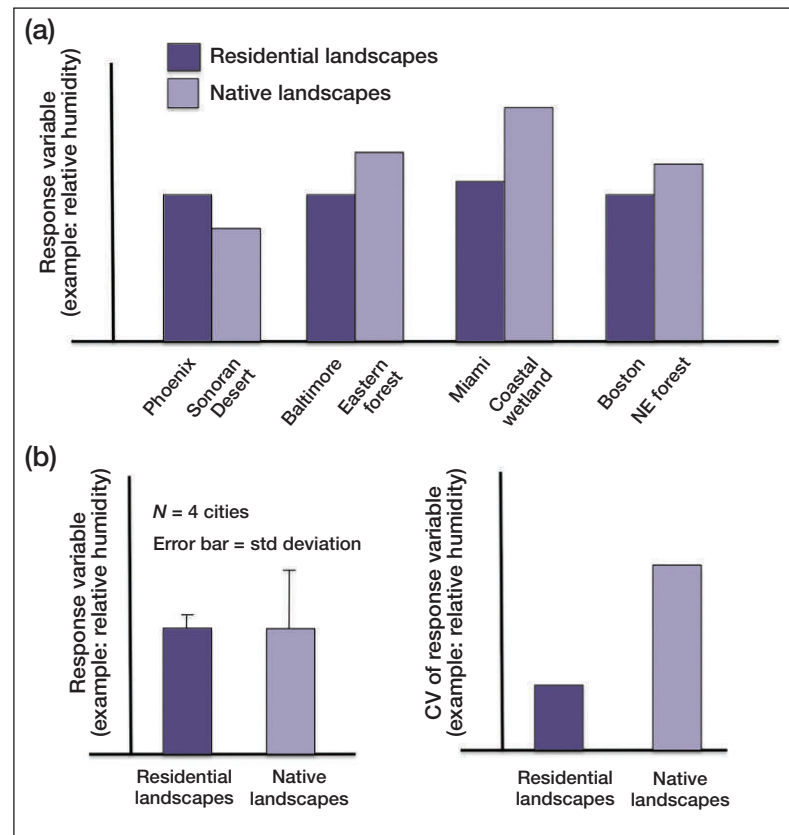 (a)
Residential landscapes
Native landscapes
Response variable
(example: relative humidity)
Phoenix
Sonoran
Desert
Baltimore
Eastern
forest
Miami
Coastal
wetland
Boston
NE forest
(b)
Response variable
(example: relative humidity)
N = 4 cities
Error bar = std deviation
Residential
landscapes
Native
landscapes
CV of response variable
(example: relative humidity)
Residential
landscapes
Native
landscapes